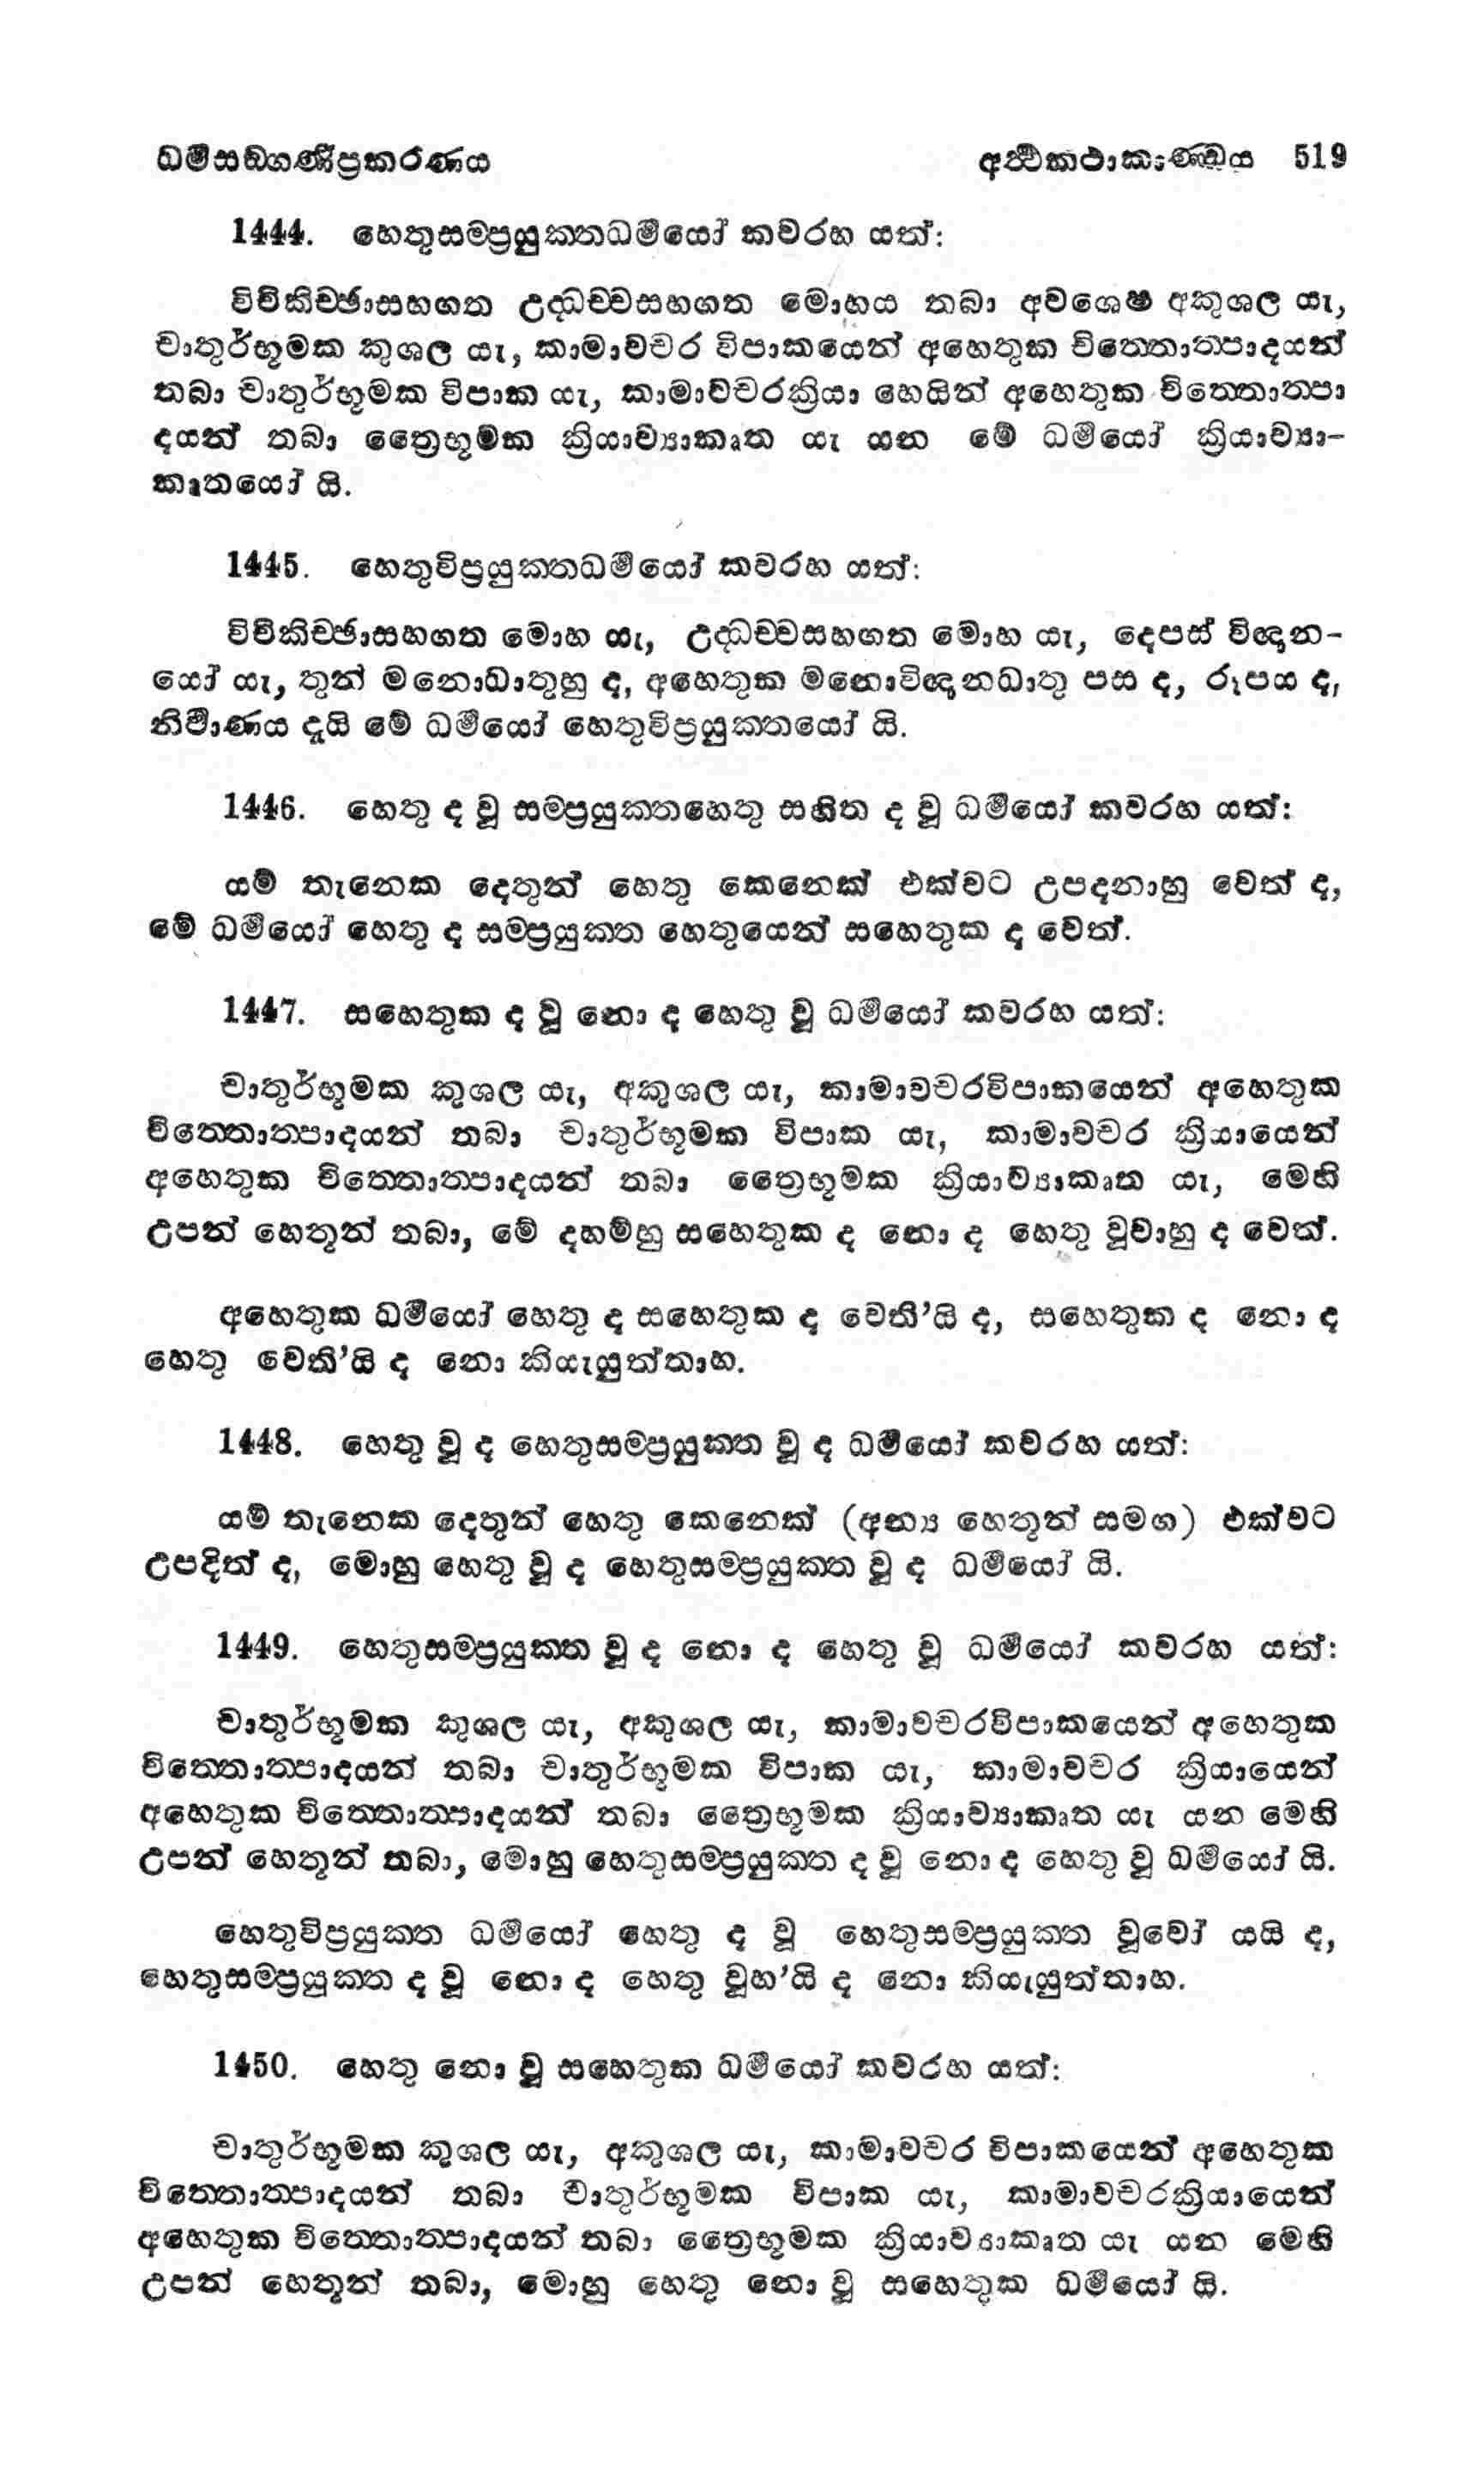 ධර්‍මසඞ්ගණීප්‍රකරණය අර්‍ත්‍ථකථාකාණ්ඩය 519
1444. හෙතුසම්ප්‍රයුක්තධර්‍මයෝ කවරහ යත්:
විචිකිච්ඡාසහගත උද්ධච්චසහගත මොහය තබා අවශෙෂ අකුශල යැ,
චාතුර්භූමක කුශල යැ, කාමාවචර විපාකයෙන් අහෙතුක චිත්තොත්පාදයන්
තබා චාතුර්භූමක විපාක යැ, කාමාවචරක්‍රියා හෙයින් අහෙතුක චිත්තොත්පා
දයන් තබා ත්‍රෛභූමක ක්‍රියාව්‍යාකෘත යැ යන මේ ධර්‍මයෝ ක්‍රියාව්‍යා-
කෘතයෝ යි.
1445. හෙතුවිප්‍රයුක්තධර්‍මයෝ කවරහ යත්:
විචිකිච්ඡාසහගත මොහ යැ, උද්ධච්චසහගත මොහ යැ, දෙපස් විඥාන-
යෝ යැ, තුන් මනොධාතුහු ද, අහෙතුක මනොවිඥානධාතු පස ද, රූපය ද,
නිර්‍වාණය දැයි මේ ධර්‍මයෝ හෙතුවිප්‍රයුක්තයෝ යි.
1446. හෙතු ද වූ සම්ප්‍රයුක්තහෙතු සහිත ද වූ ධර්‍මයෝ කවරහ යත්:
යම් තැනෙක දෙතුන් හෙතු කෙනෙක් එක්වට උපදනාහු වෙත් ද,
මේ ධර්‍මයෝ හෙතු ද සම්ප්‍රයුක්ත හෙතුයෙන් සහෙතුක ද වෙත්.
1447. සහෙතුක ද වූ නො ද හෙතු වූ ධර්‍මයෝ කවරහ යත්:
චාතුර්භූමක කුශල යැ, අකුශල යැ, කාමාවචරවිපාකයෙන් අහෙතුක
චිත්තොත්පාදයන් තබා චාතුර්භූමක විපාක යැ, කාමාවචර ක්‍රියායෙන්
අහෙතුක චිත්තොත්පාදයන් තබා ත්‍රෛභූමක ක්‍රියාව්‍යාකෘත යැ, මෙහි
උපන් හෙතූන් තබා, මේ දහම්හු සහෙතුක ද නො ද හෙතු වූවාහු ද වෙත්.
අහෙතුක ධර්‍මයෝ හෙතු ද සහෙතුක ද වෙති’යි ද, සහෙතුක ද නො ද
හෙතු වෙති’යි ද නො කියැයුත්තාහ.
1448. හෙතු වූ ද හෙතුසම්ප්‍රයුක්ත වූ ද ධර්‍මයෝ කවරහ යත්:
යම් තැනෙක දෙතුන් හෙතු කෙනෙක් (අන්‍ය හෙතූන් සමග) එක්වට
උපදිත් ද, මොහු හෙතු වූ ද හෙතුසම්ප්‍රයුක්ත වූ ද ධර්‍මයෝ යි.
1449. හෙතුසම්ප්‍රයුක්ත වූ ද නො ද හෙතු වූ ධර්‍මයෝ කවරහ යත්:
චාතුර්භූමක කුශල යැ, අකුශල යැ, කාමාවචරවිපාකයෙන් අහෙතුක
චිත්තොත්පාදයන් තබා චාතුර්භූමක විපාක යැ, කාමාවචර ක්‍රියායෙන්
අහෙතුක චිත්තොත්පාදයන් තබා ත්‍රෛභූමක ක්‍රියාව්‍යාකෘත යැ යන මෙහි
උපන් හෙතූන් තබා, මොහු හෙතුසම්ප්‍රයුක්ත ද වූ නො ද හෙතු වූ ධර්‍මයෝ යි.
හෙතුවිප්‍රයුක්ත ධර්‍මයෝ හෙතු ද වූ හෙතුසම්ප්‍රයුක්ත වූවෝ යයි ද,
හෙතුසම්ප්‍රයුක්ත ද වූ නො ද හෙතු වූහ’යි ද නො කියැයුත්තාහ.
1450. හෙතු නො වූ සහෙතුක ධර්‍මයෝ කවරහ යත්:
චාතුර්භූමක කුශල යැ, අකුශල යැ, කාමාවචර විපාකයෙන් අහෙතුක
චිත්තොත්පාදයන් තබා චාතුර්භූමක විපාක යැ, කාමාවචරක්‍රියායෙන්
අහෙතුක චිත්තොත්පාදයන් තබා ත්‍රෛභූමක ක්‍රියාව්‍යාකෘත යැ යන මෙහි
උපන් හෙතූන් තබා, මොහු හෙතු නො වූ සහෙතුක ධර්‍මයෝ යි.